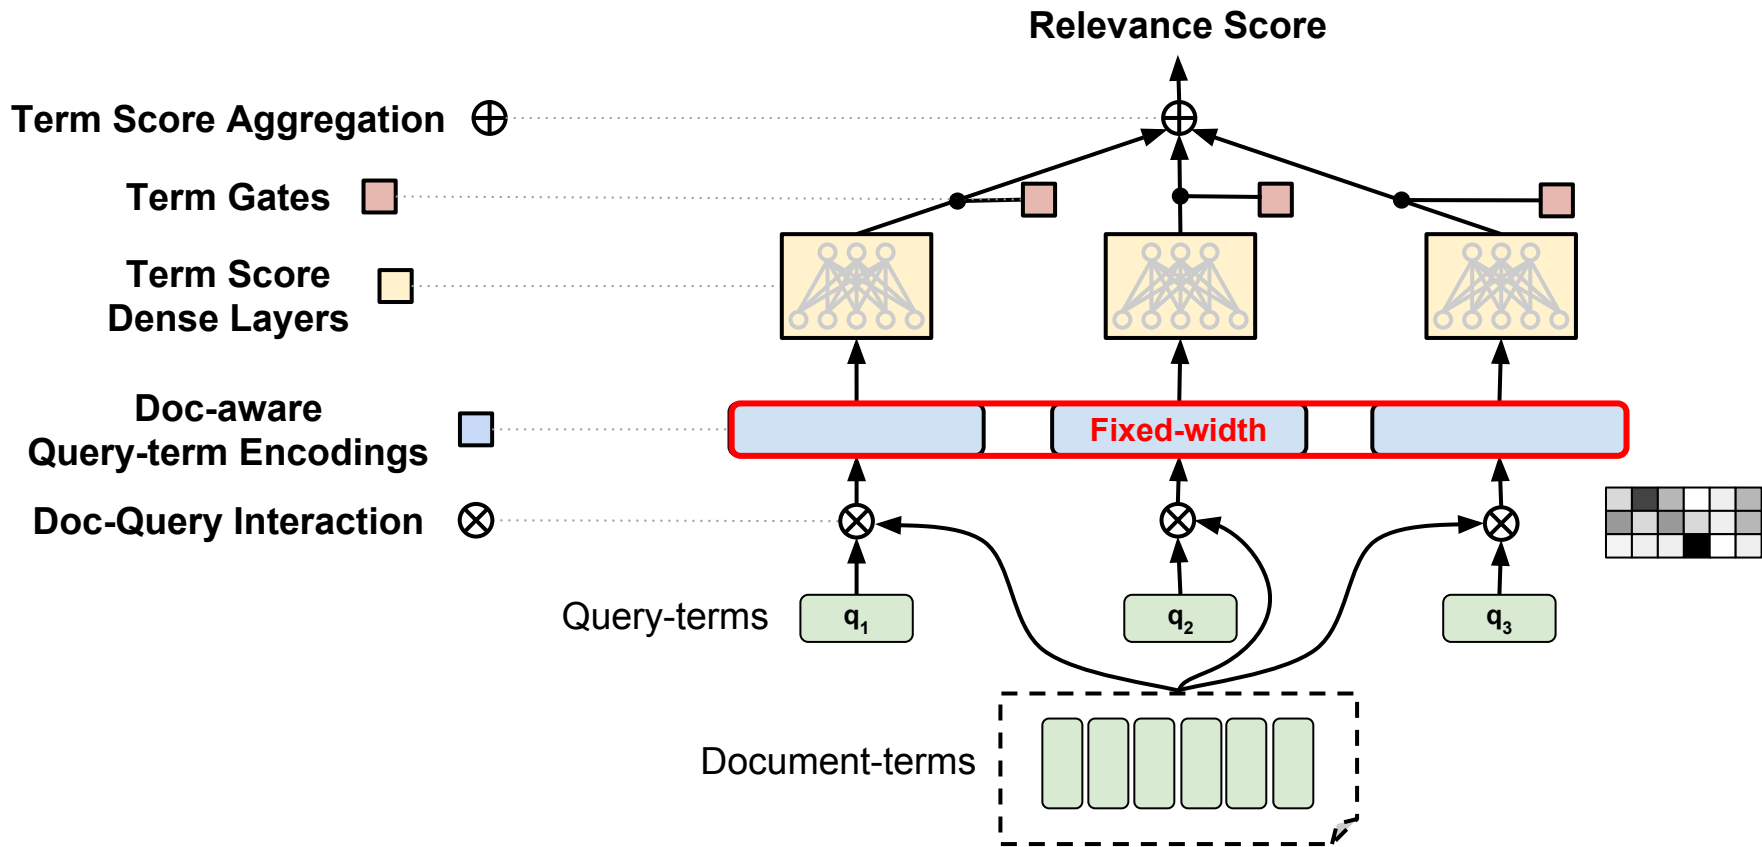 Relevance Score
Term Score Aggregation
Term Gates
Term Score
Dense Layers
Doc-aware
Query-term Encodings
Fixed-width
Doc-Query Interaction
Query-terms
q1
q2
q3
Document-terms